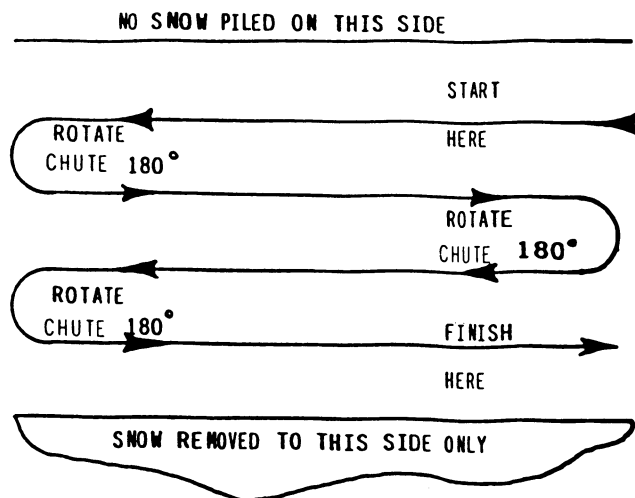 NO SNOW PILED ON THIS SIDE
START
HERE
ROTATE
CHUTE 180°
ROTATE
CHUTE 180°
ROTATE
CHUTE 180°
FINISH
HERE
SNOW REMOVED TO THIS SIDE ONLY